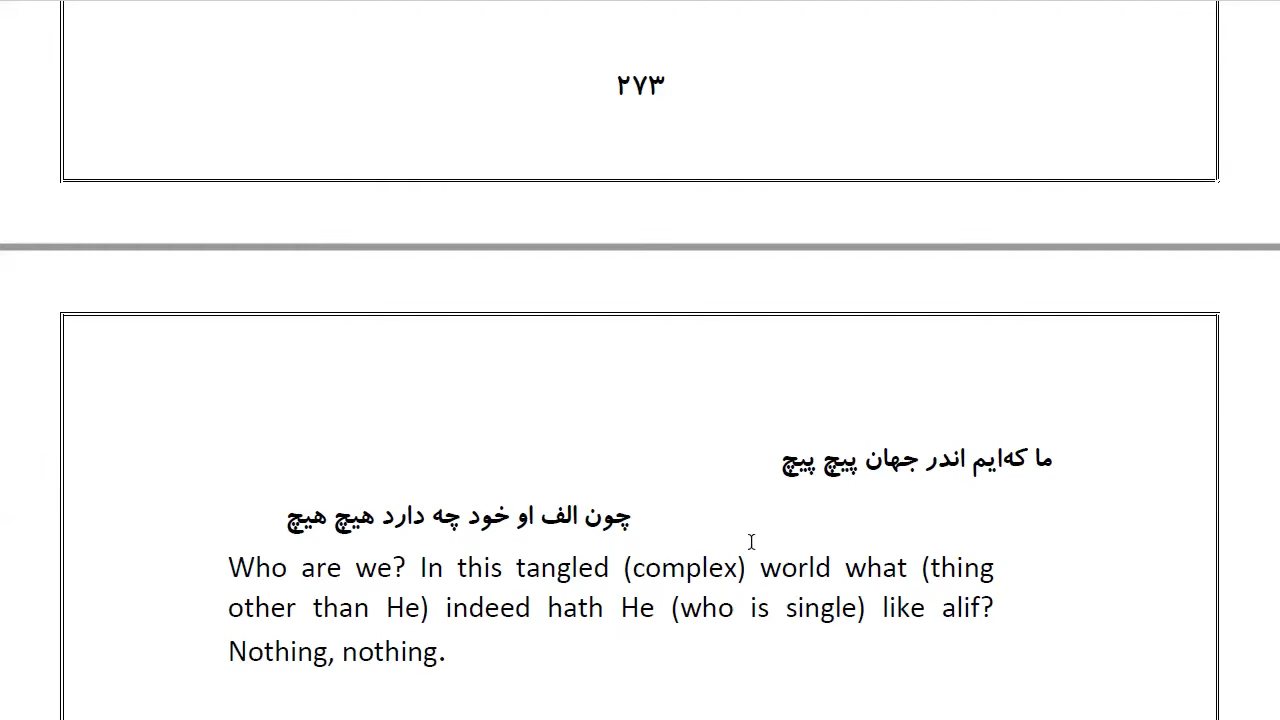 ۲۷۳
ما که‌ایم اندر جهان پیچ پیچ
چون الف او خود چه دارد هیچ هیچ
Who are we? In this tangled (complex) world what (thing
other than He) indeed hath He (who is single) like alif?
Nothing, nothing.